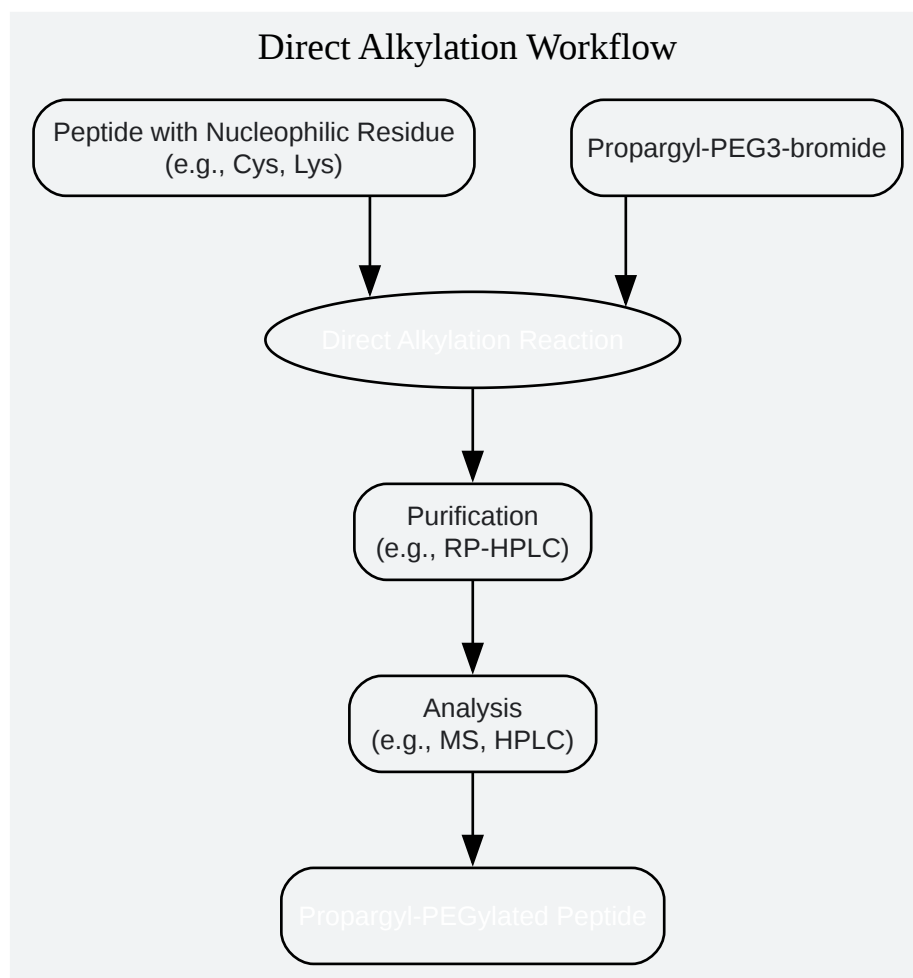 Direct Alkylation Workflow
Peptide with Nucleophilic Residue
(e.g., Cys, Lys)
Propargyl-PEG3-bromide
Direct Alkylation Reaction
Purification
(e.g., RP-HPLC)
Analysis
(e.g., MS, HPLC)
Propargyl-PEGylated Peptide